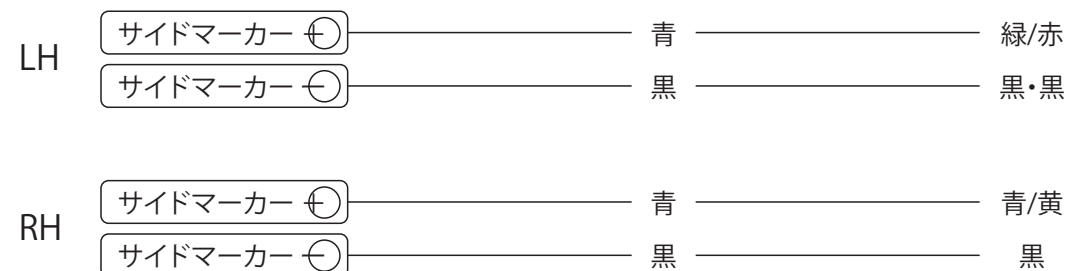 LH
サイドマーカー ⊕ 青 緑/赤
サイドマーカー ⊖ 黒 黒・黒
RH
サイドマーカー ⊕ 青 青/黄
サイドマーカー ⊖ 黒 黒